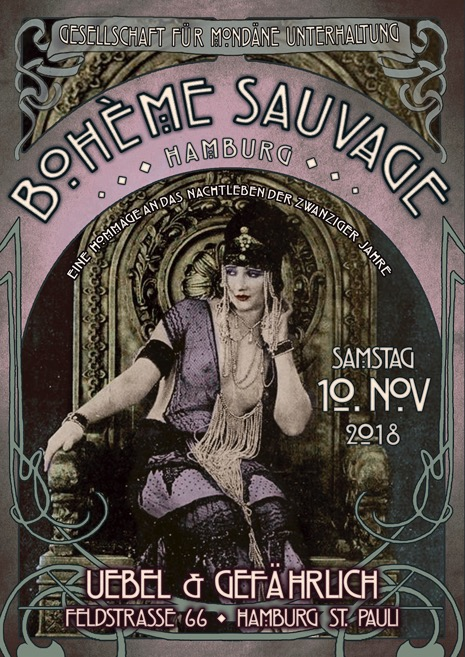 GESELLSCHAFT FÜR MONDÄNE UNTERHALTUNG
BOHÈME SAUVAGE
HAMBURG
EINE HOMMAGE AN DAS NACHTLEBEN DER ZWANZIGER JAHRE
SAMSTAG
10. NOV
2018
UEBEL & GEFÄHRLICH
FELDSTRASSE 66 • HAMBURG ST. PAULI